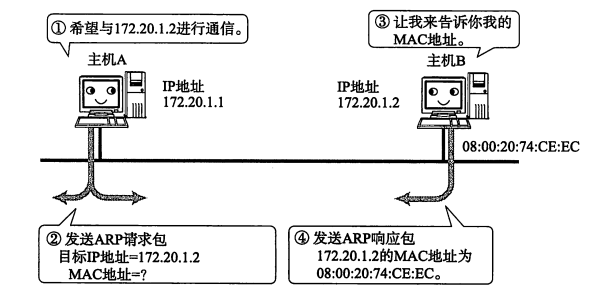 ① 希望与172.20.1.2进行通信。
③ 让我来告诉你我的
MAC地址。
主机A
主机B
IP地址
172.20.1.1
IP地址
172.20.1.2
08:00:20:74:CE:EC
② 发送ARP请求包
目标IP地址=172.20.1.2
MAC地址=?
④ 发送ARP响应包
172.20.1.2的MAC地址为
08:00:20:74:CE:EC。